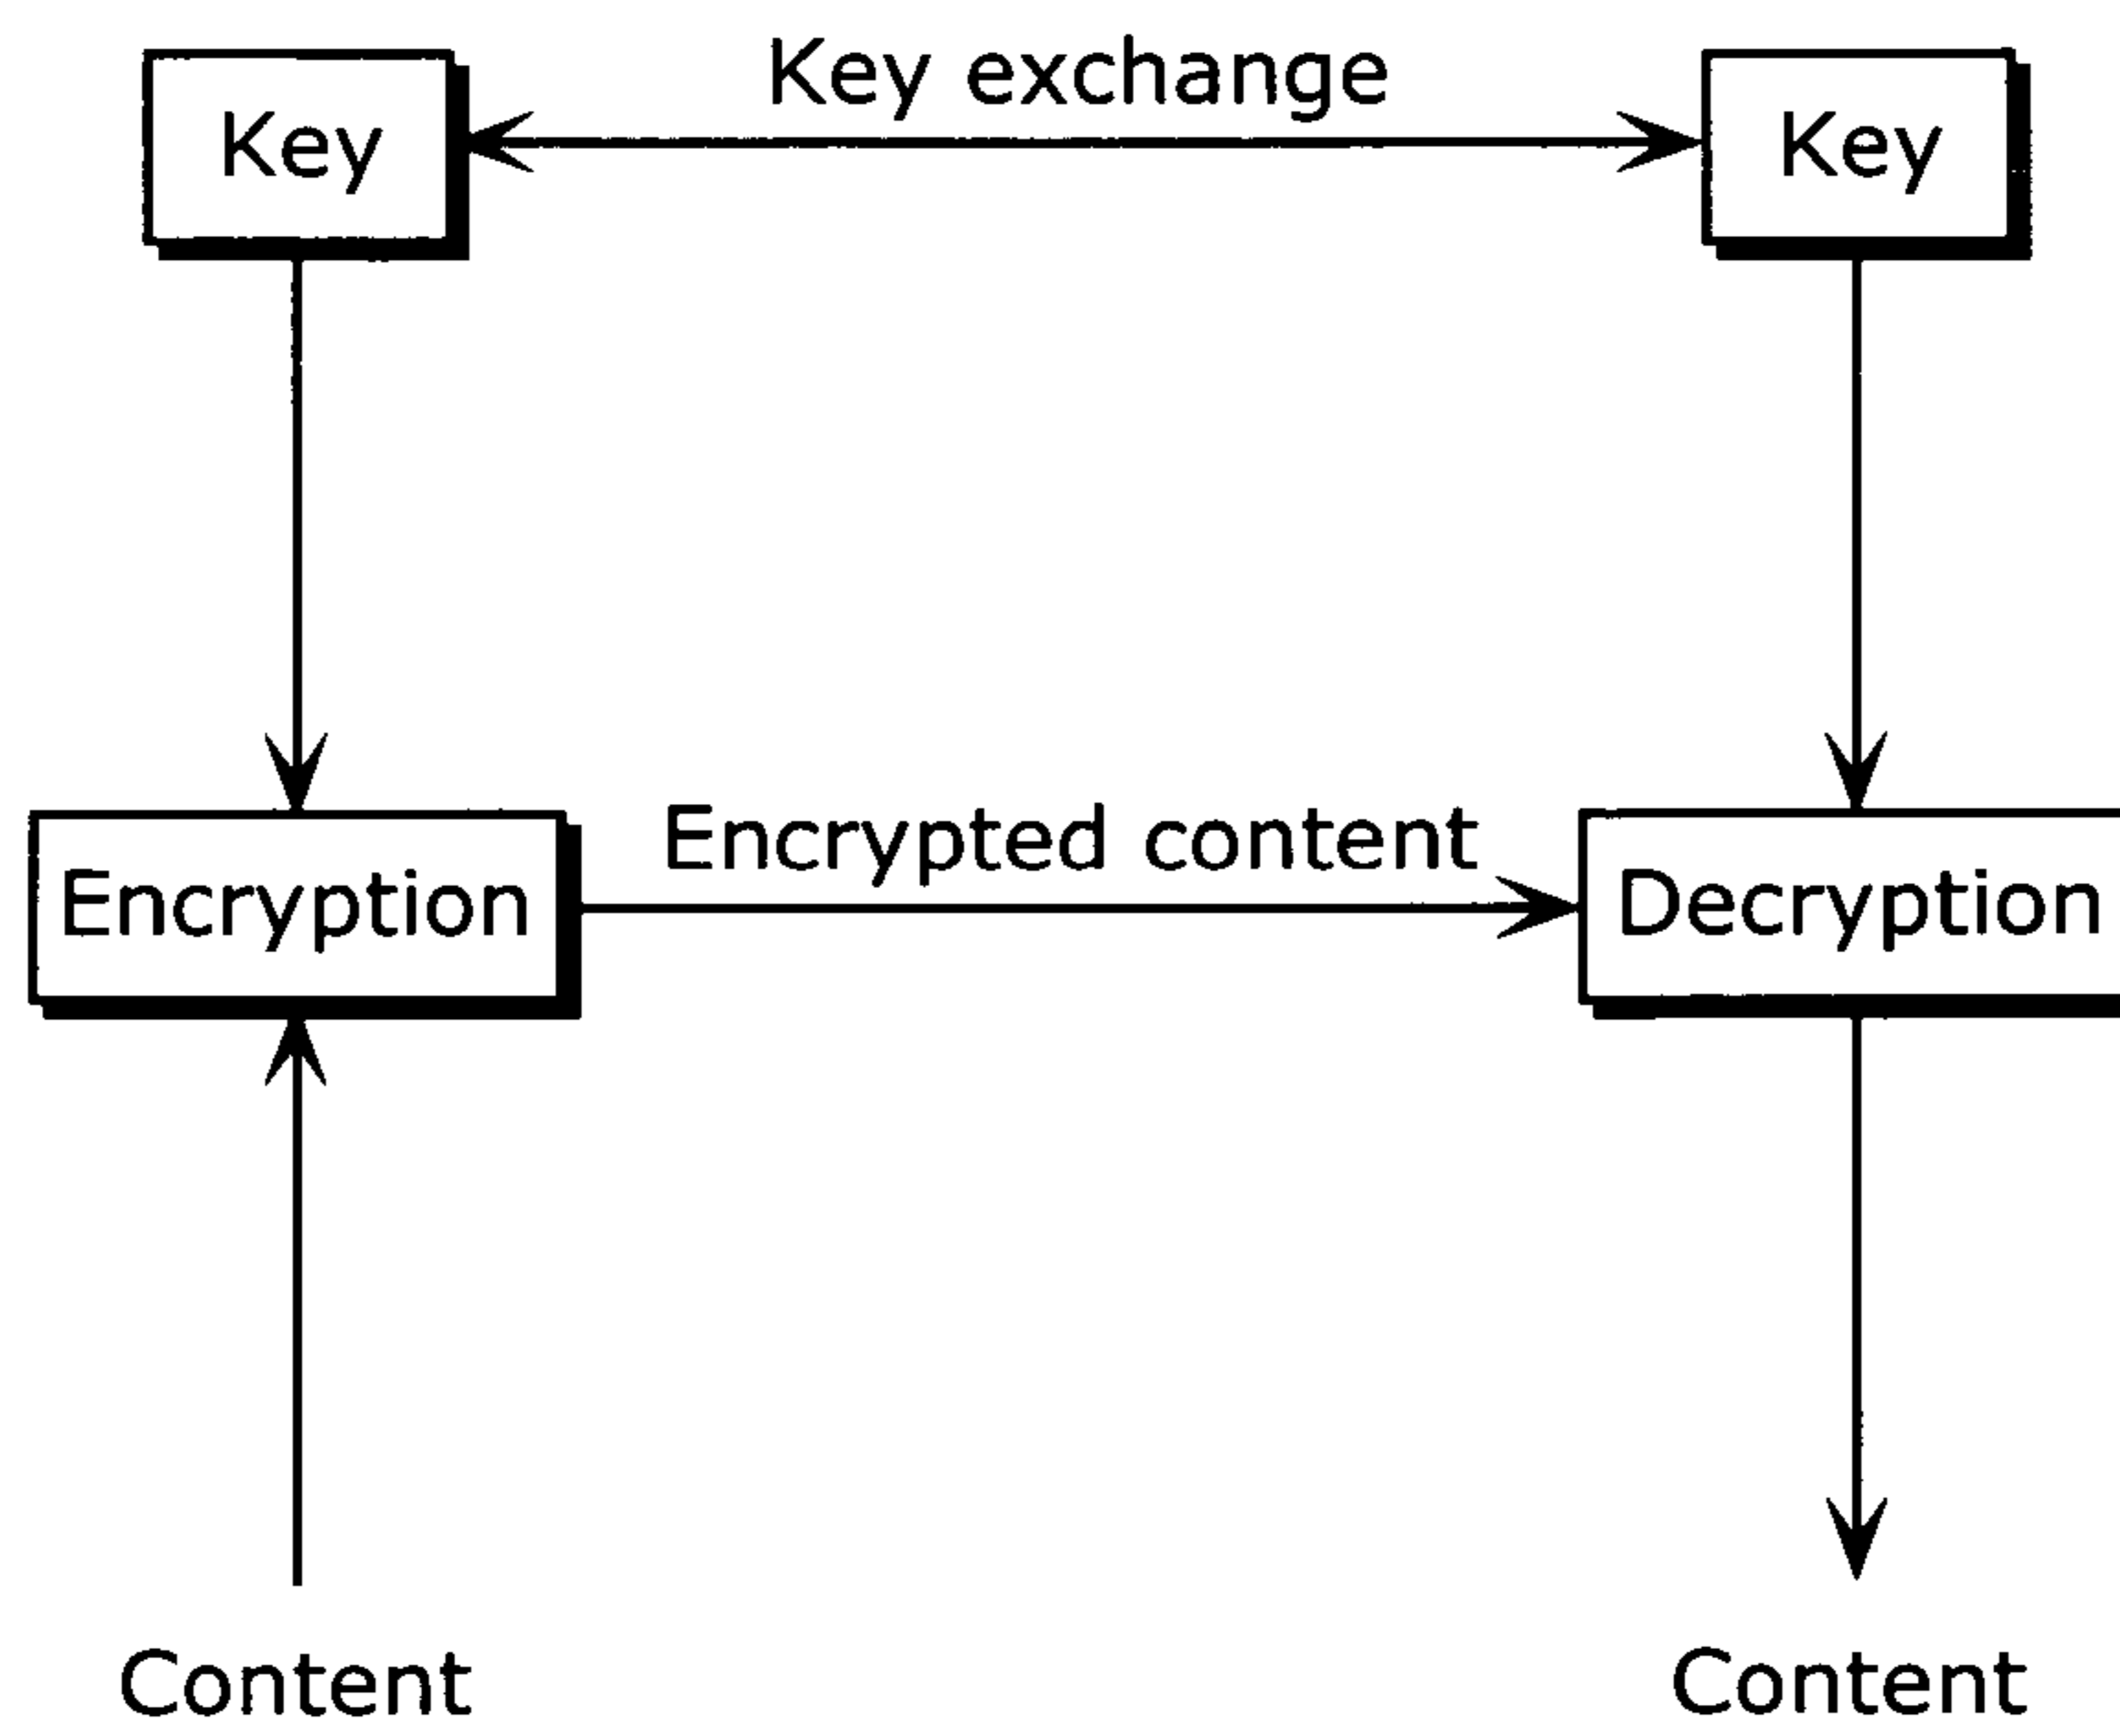 Key exchange
Key
Key
Encrypted content
Encryption
Decryption
Content
Content